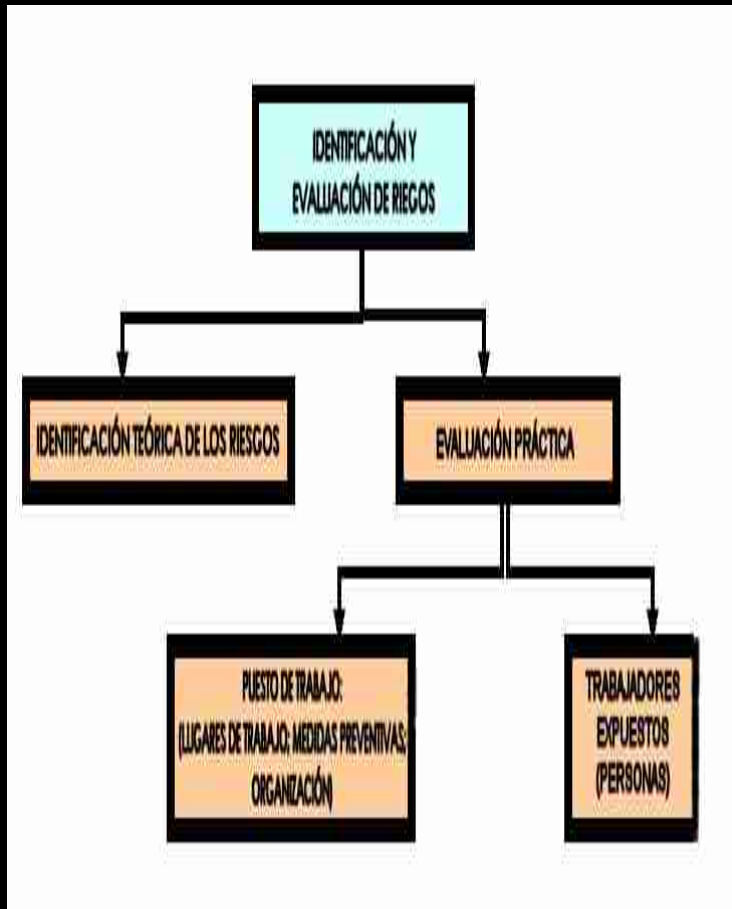 IDENTIFICACIÓN Y
EVALUACIÓN DE RIEGOS
IDENTIFICACIÓN TEÓRICA DE LOS RIESGOS
EVALUACIÓN PRÁCTICA
PUESTO DE TRABAJO:
(LUGARES DE TRABAJO; MEDIDAS PREVENTIVAS;
ORGANIZACIÓN)
TRABAJADORES
EXPUESTOS
(PERSONAS)